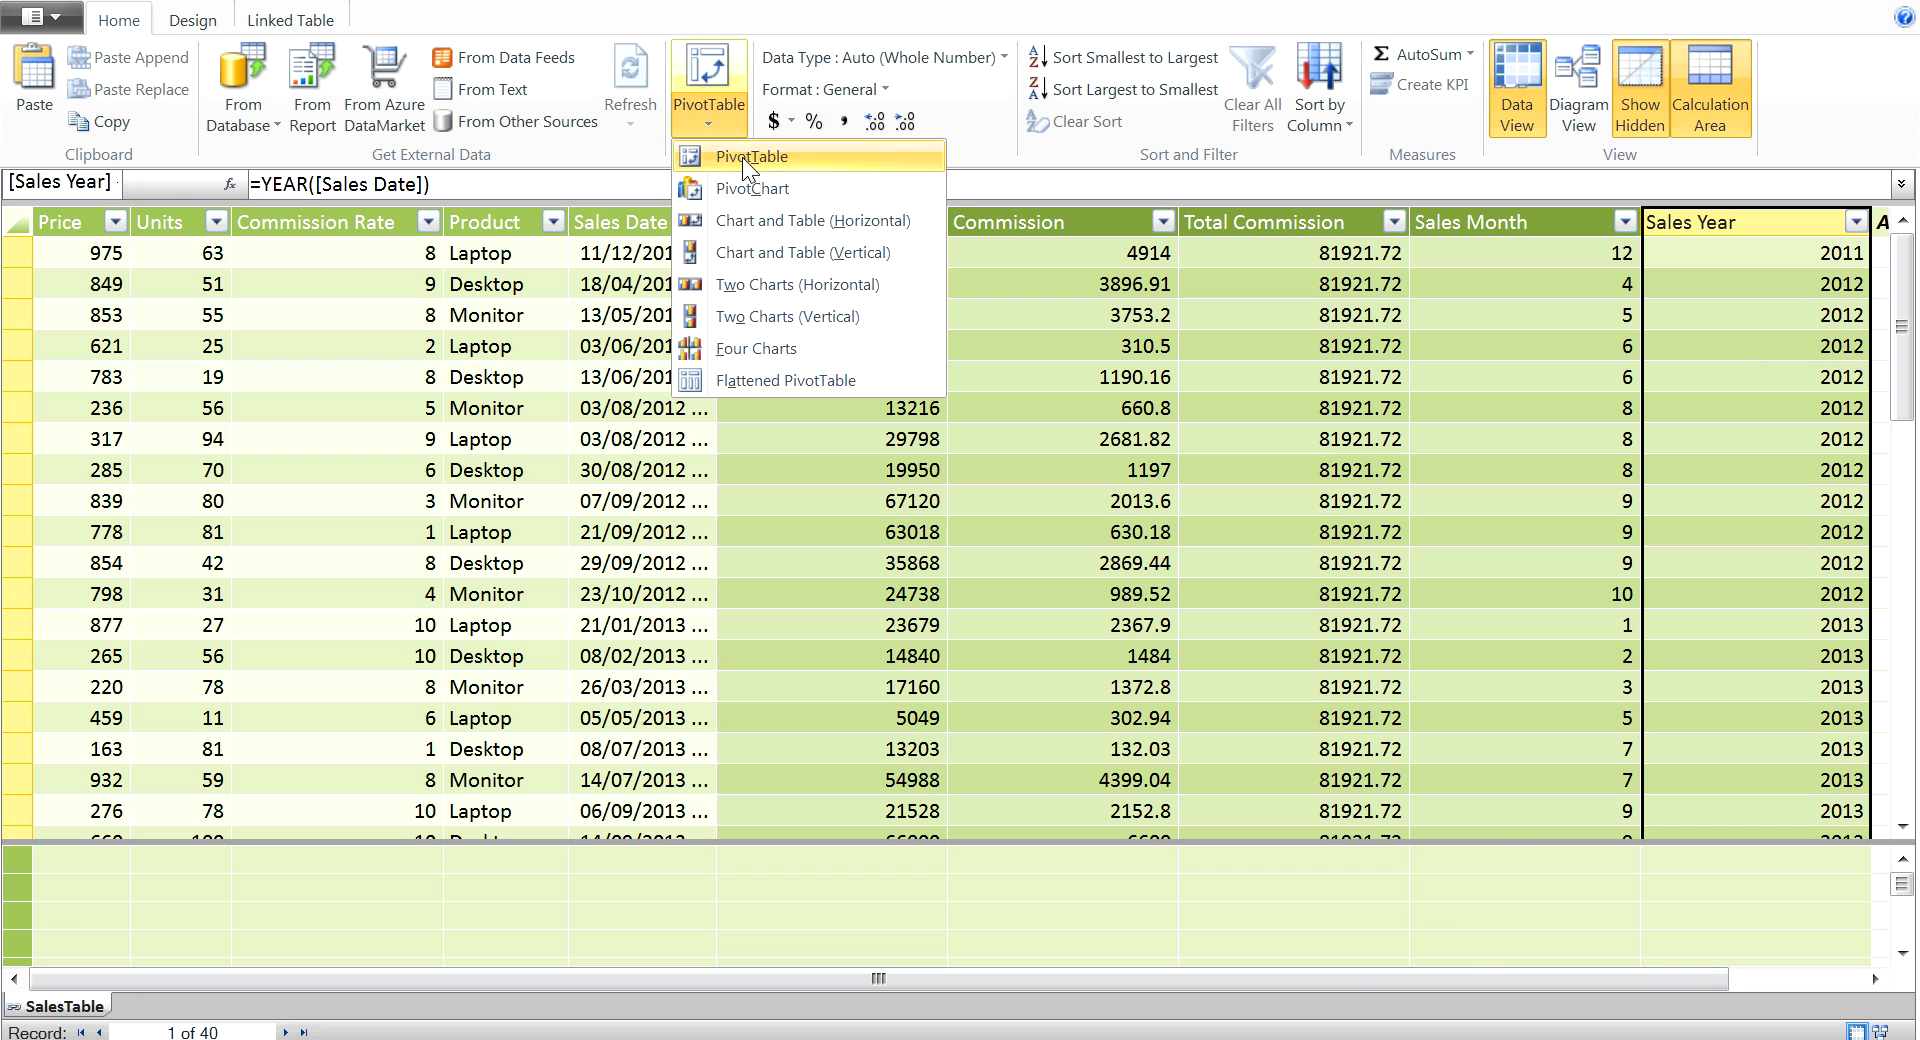 Home Design Linked Table
Paste
Paste Append
Paste Replace
Copy
Clipboard
From Database
From Report
From Azure DataMarket
From Data Feeds
From Text
From Other Sources
Get External Data
Refresh
PivotTable
Data Type : Auto (Whole Number)
Format : General
$ % , .0 .00 .00 .0
Sort Smallest to Largest
Sort Largest to Smallest
Clear Sort
Clear All Filters
Sort by Column
Sort and Filter
Σ AutoSum
Create KPI
Measures
Data View
Diagram View
Show Hidden
Calculation Area
View
PivotTable
PivotChart
Chart and Table (Horizontal)
Chart and Table (Vertical)
Two Charts (Horizontal)
Two Charts (Vertical)
Four Charts
Flattened PivotTable
[Sales Year] fx =YEAR([Sales Date])
Price Units Commission Rate Product Sales Date Commission Total Commission Sales Month Sales Year A
975 63 8 Laptop 11/12/201 4914 81921.72 12 2011
849 51 9 Desktop 18/04/201 3896.91 81921.72 4 2012
853 55 8 Monitor 13/05/201 3753.2 81921.72 5 2012
621 25 2 Laptop 03/06/201 310.5 81921.72 6 2012
783 19 8 Desktop 13/06/201 1190.16 81921.72 6 2012
236 56 5 Monitor 03/08/2012 ... 13216 660.8 81921.72 8 2012
317 94 9 Laptop 03/08/2012 ... 29798 2681.82 81921.72 8 2012
285 70 6 Desktop 30/08/2012 ... 19950 1197 81921.72 8 2012
839 80 3 Monitor 07/09/2012 ... 67120 2013.6 81921.72 9 2012
778 81 1 Laptop 21/09/2012 ... 63018 630.18 81921.72 9 2012
854 42 8 Desktop 29/09/2012 ... 35868 2869.44 81921.72 9 2012
798 31 4 Monitor 23/10/2012 ... 24738 989.52 81921.72 10 2012
877 27 10 Laptop 21/01/2013 ... 23679 2367.9 81921.72 1 2013
265 56 10 Desktop 08/02/2013 ... 14840 1484 81921.72 2 2013
220 78 8 Monitor 26/03/2013 ... 17160 1372.8 81921.72 3 2013
459 11 6 Laptop 05/05/2013 ... 5049 302.94 81921.72 5 2013
163 81 1 Desktop 08/07/2013 ... 13203 132.03 81921.72 7 2013
932 59 8 Monitor 14/07/2013 ... 54988 4399.04 81921.72 7 2013
276 78 10 Laptop 06/09/2013 ... 21528 2152.8 81921.72 9 2013
SalesTable
Record: 1 of 40